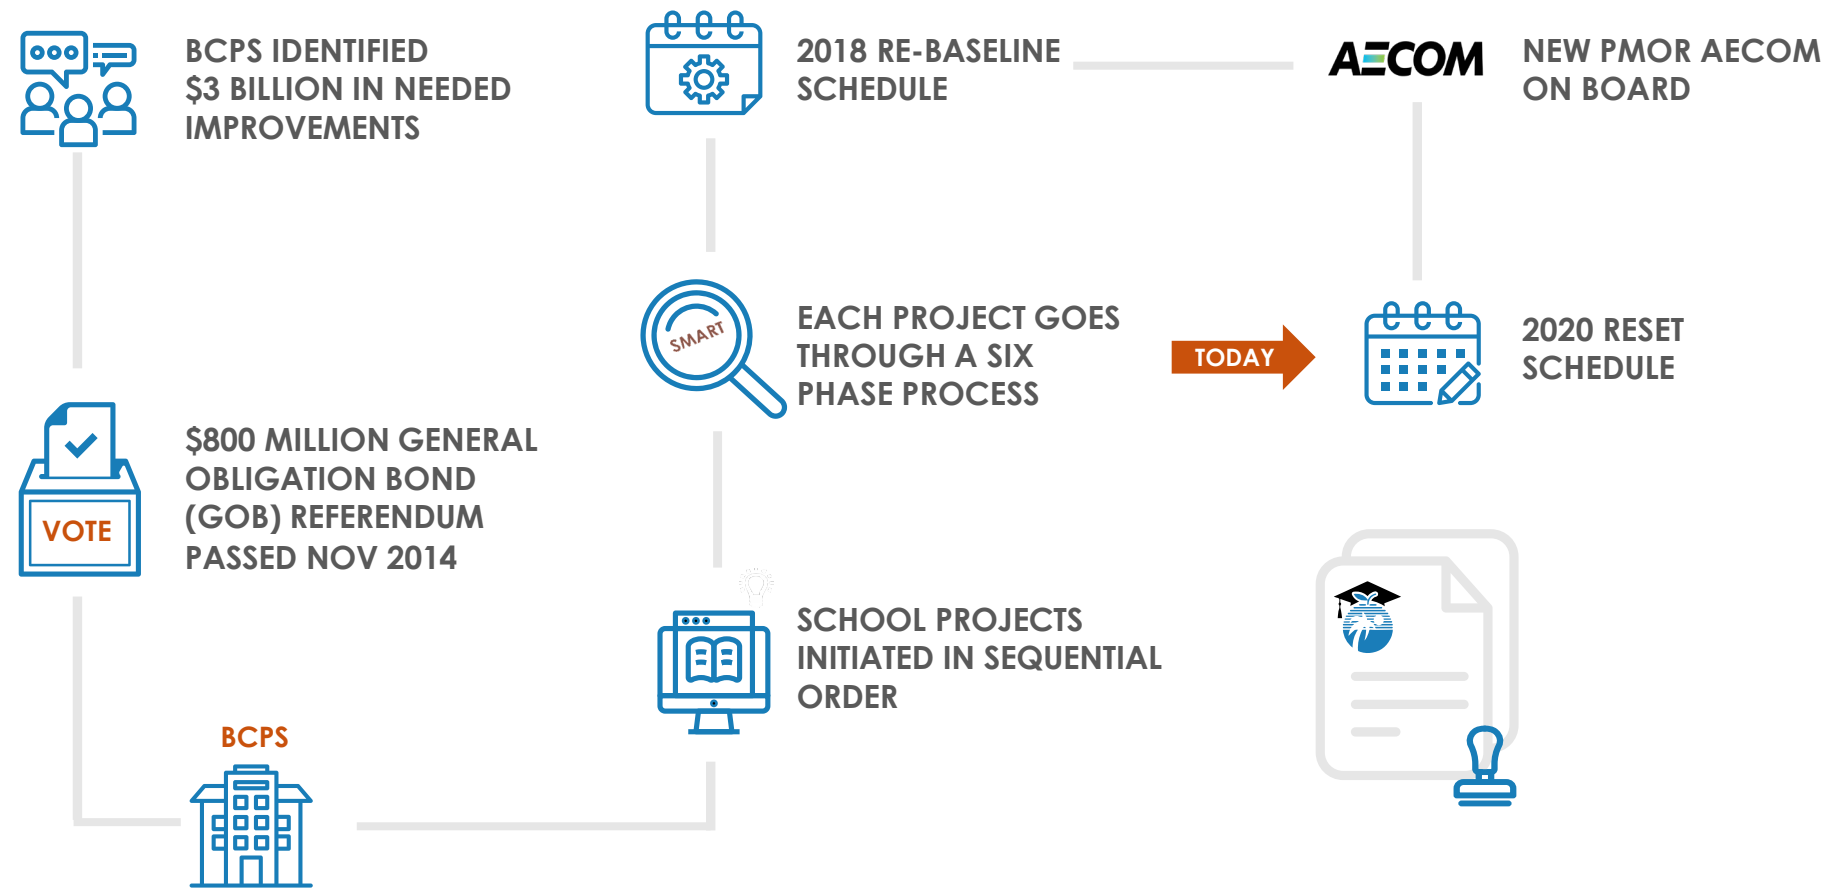 BCPS IDENTIFIED
$3 BILLION IN NEEDED
IMPROVEMENTS
VOTE
$800 MILLION GENERAL
OBLIGATION BOND
(GOB) REFERENDUM
PASSED NOV 2014
BCPS
SCHOOL PROJECTS
INITIATED IN SEQUENTIAL
ORDER
SMART
EACH PROJECT GOES
THROUGH A SIX
PHASE PROCESS
2018 RE-BASELINE
SCHEDULE
AECOM
NEW PMOR AECOM
ON BOARD
TODAY
2020 RESET
SCHEDULE